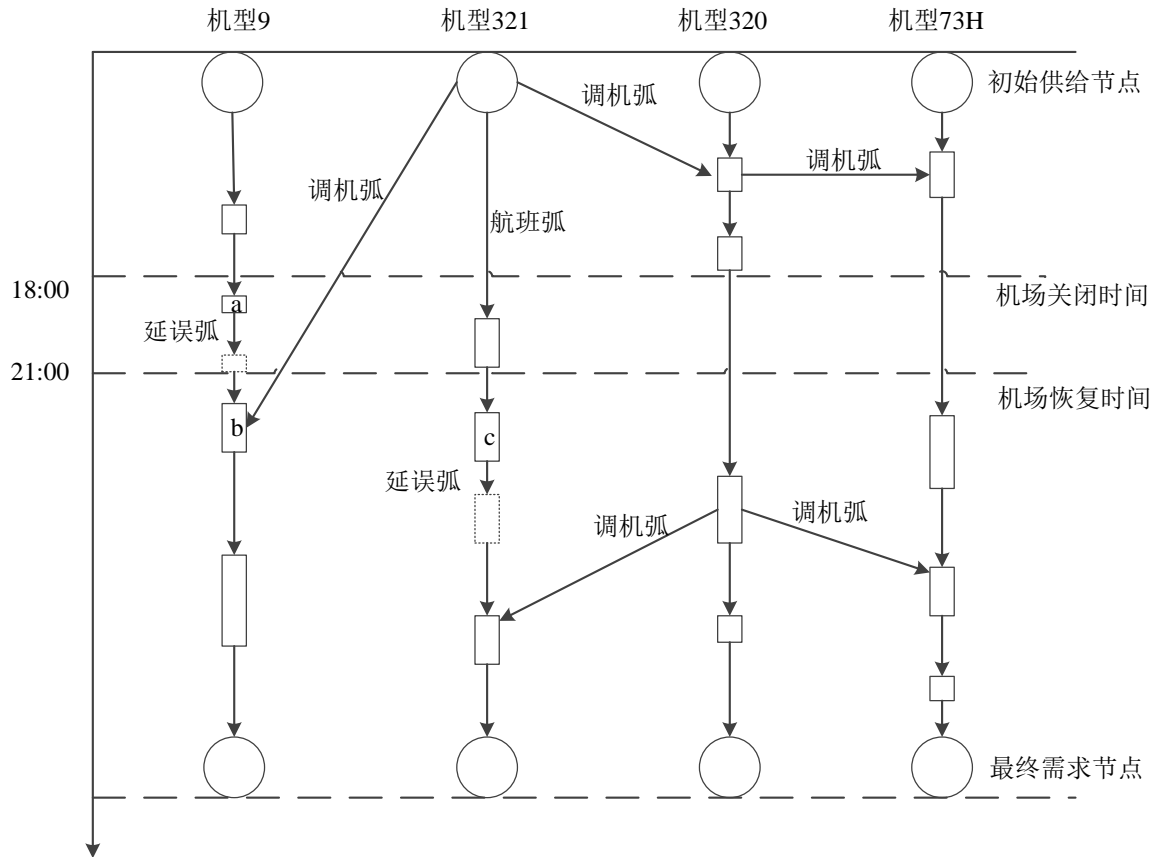 机型9
机型321
机型320
机型73H
初始供给节点
调机弧
调机弧
调机弧
航班弧
18:00
机场关闭时间
a
延误弧
21:00
机场恢复时间
b
c
延误弧
调机弧
调机弧
最终需求节点